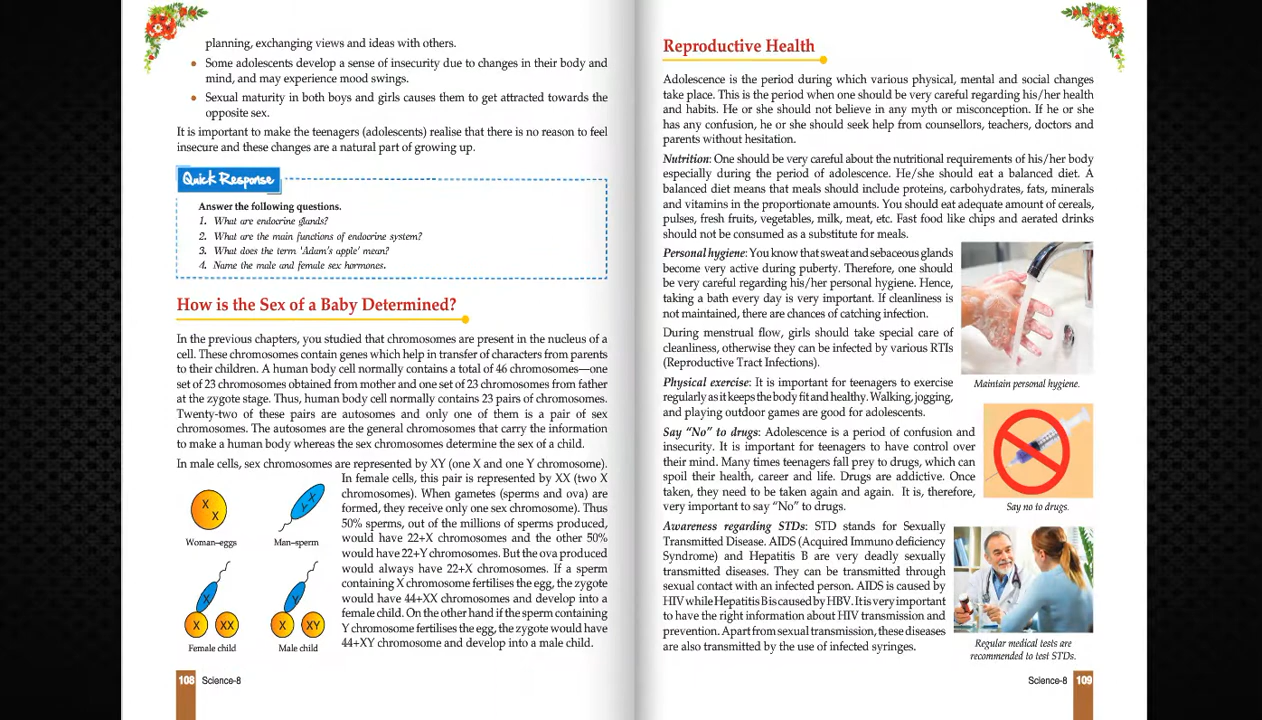 planning, exchanging views and ideas with others.
• Some adolescents develop a sense of insecurity due to changes in their body and
mind, and may experience mood swings.
• Sexual maturity in both boys and girls causes them to get attracted towards the
opposite sex.
It is important to make the teenagers (adolescents) realise that there is no reason to feel
insecure and these changes are a natural part of growing up.
Quick Response
Answer the following questions.
1. What are endocrine glands?
2. What are the main functions of endocrine system?
3. What does the term 'Adam's apple' mean?
4. Name the male and female sex hormones.
How is the Sex of a Baby Determined?
In the previous chapters, you studied that chromosomes are present in the nucleus of a
cell. These chromosomes contain genes which help in transfer of characters from parents
to their children. A human body cell normally contains a total of 46 chromosomes—one
set of 23 chromosomes obtained from mother and one set of 23 chromosomes from father
at the zygote stage. Thus, human body cell normally contains 23 pairs of chromosomes.
Twenty-two of these pairs are autosomes and only one of them is a pair of sex
chromosomes. The autosomes are the general chromosomes that carry the information
to make a human body whereas the sex chromosomes determine the sex of a child.
In male cells, sex chromosomes are represented by XY (one X and one Y chromosome).
In female cells, this pair is represented by XX (two X
chromosomes). When gametes (sperms and ova) are
formed, they receive only one sex chromosome). Thus
50% sperms, out of the millions of sperms produced,
would have 22+X chromosomes and the other 50%
would have 22+Y chromosomes. But the ova produced
would always have 22+X chromosomes. If a sperm
containing X chromosome fertilises the egg, the zygote
would have 44+XX chromosomes and develop into a
female child. On the other hand if the sperm containing
Y chromosome fertilises the egg, the zygote would have
44+XY chromosome and develop into a male child.
X X
X Y
Woman–eggs
Man–sperm
X XX
X XY
Female child
Male child
108 Science-8
Reproductive Health
Adolescence is the period during which various physical, mental and social changes
take place. This is the period when one should be very careful regarding his/her health
and habits. He or she should not believe in any myth or misconception. If he or she
has any confusion, he or she should seek help from counsellors, teachers, doctors and
parents without hesitation.
Nutrition: One should be very careful about the nutritional requirements of his/her body
especially during the period of adolescence. He/she should eat a balanced diet. A
balanced diet means that meals should include proteins, carbohydrates, fats, minerals
and vitamins in the proportionate amounts. You should eat adequate amount of cereals,
pulses, fresh fruits, vegetables, milk, meat, etc. Fast food like chips and aerated drinks
should not be consumed as a substitute for meals.
Personal hygiene: You know that sweat and sebaceous glands
become very active during puberty. Therefore, one should
be very careful regarding his/her personal hygiene. Hence,
taking a bath every day is very important. If cleanliness is
not maintained, there are chances of catching infection.
During menstrual flow, girls should take special care of
cleanliness, otherwise they can be infected by various RTIs
(Reproductive Tract Infections).
Maintain personal hygiene.
Physical exercise: It is important for teenagers to exercise
regularly as it keeps the body fit and healthy. Walking, jogging,
and playing outdoor games are good for adolescents.
Say “No” to drugs: Adolescence is a period of confusion and
insecurity. It is important for teenagers to have control over
their mind. Many times teenagers fall prey to drugs, which can
spoil their health, career and life. Drugs are addictive. Once
taken, they need to be taken again and again. It is, therefore,
very important to say “No” to drugs.
Say no to drugs.
Awareness regarding STDs: STD stands for Sexually
Transmitted Disease. AIDS (Acquired Immuno deficiency
Syndrome) and Hepatitis B are very deadly sexually
transmitted diseases. They can be transmitted through
sexual contact with an infected person. AIDS is caused by
HIV while Hepatitis B is caused by HBV. It is very important
to have the right information about HIV transmission and
prevention. Apart from sexual transmission, these diseases
are also transmitted by the use of infected syringes.
Regular medical tests are
recommended to test STDs.
Science-8 109